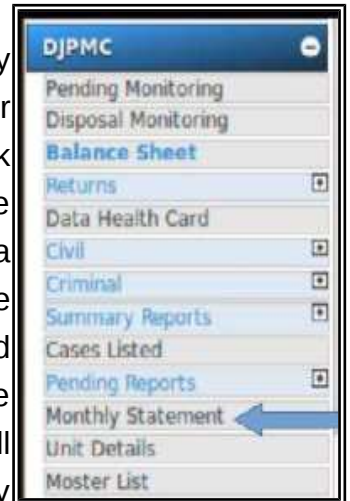 y
r
k
e
a
e
d
e
ll
y
DJPMC
Pending Monitoring
Disposal Monitoring
Balance Sheet
Returns
Data Health Card
Civil
Criminal
Summary Reports
Cases Listed
Pending Reports
Monthly Statement
Unit Details
Moster List